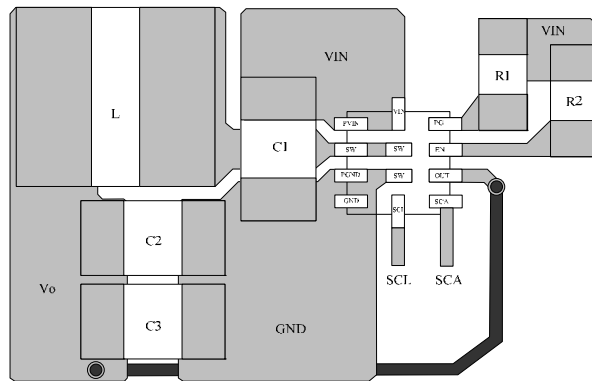 VIN
VIN
R1
R2
L
C1
VIN
PVIN
PG
SW
SW
EN
PGND
SW
OUT
GND
SCL
SCA
C2
SCL
SCA
Vo
C3
GND